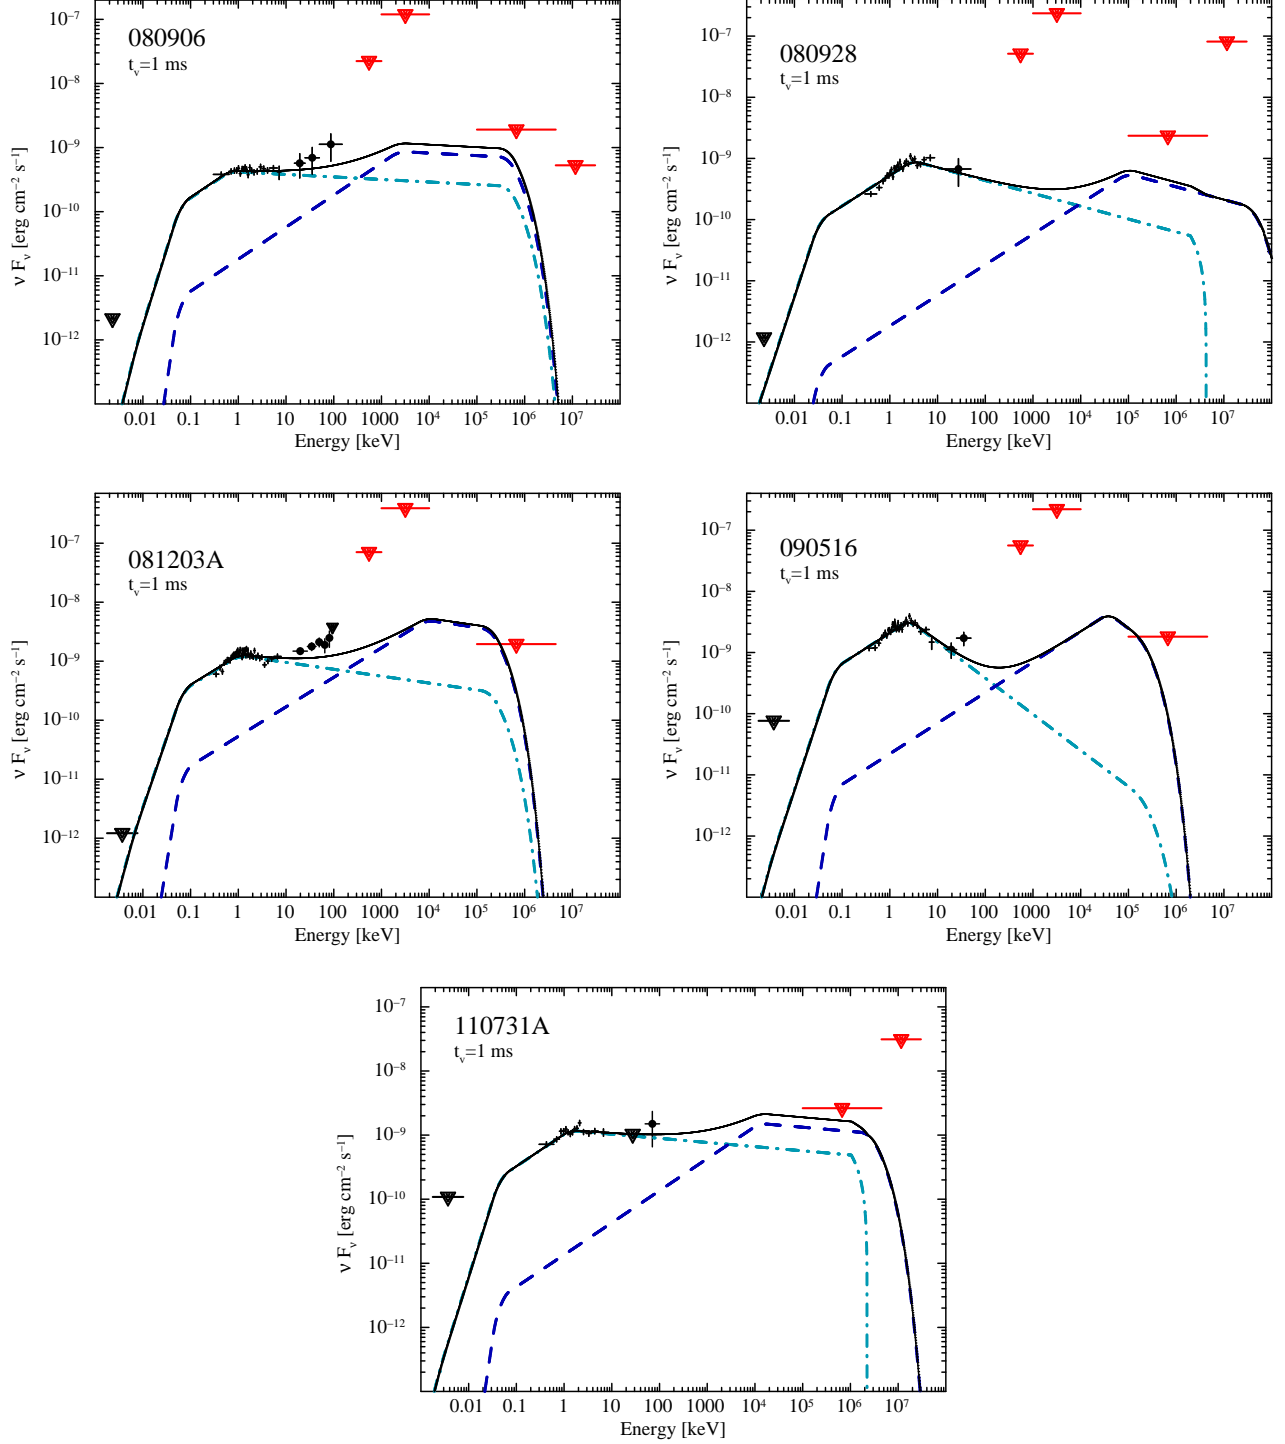 080906
t_v=1 ms
10⁻⁷
10⁻⁸
10⁻⁹
10⁻¹⁰
10⁻¹¹
10⁻¹²
ν F_ν [erg cm⁻² s⁻¹]
0.01 0.1 1 10 100 1000 10⁴ 10⁵ 10⁶ 10⁷
Energy [keV]
080928
t_v=1 ms
10⁻⁷
10⁻⁸
10⁻⁹
10⁻¹⁰
10⁻¹¹
10⁻¹²
ν F_ν [erg cm⁻² s⁻¹]
0.01 0.1 1 10 100 1000 10⁴ 10⁵ 10⁶ 10⁷
Energy [keV]
081203A
t_v=1 ms
10⁻⁷
10⁻⁸
10⁻⁹
10⁻¹⁰
10⁻¹¹
10⁻¹²
ν F_ν [erg cm⁻² s⁻¹]
0.01 0.1 1 10 100 1000 10⁴ 10⁵ 10⁶ 10⁷
Energy [keV]
090516
t_v=1 ms
10⁻⁷
10⁻⁸
10⁻⁹
10⁻¹⁰
10⁻¹¹
10⁻¹²
ν F_ν [erg cm⁻² s⁻¹]
0.01 0.1 1 10 100 1000 10⁴ 10⁵ 10⁶ 10⁷
Energy [keV]
110731A
t_v=1 ms
10⁻⁷
10⁻⁸
10⁻⁹
10⁻¹⁰
10⁻¹¹
10⁻¹²
ν F_ν [erg cm⁻² s⁻¹]
0.01 0.1 1 10 100 1000 10⁴ 10⁵ 10⁶ 10⁷
Energy [keV]